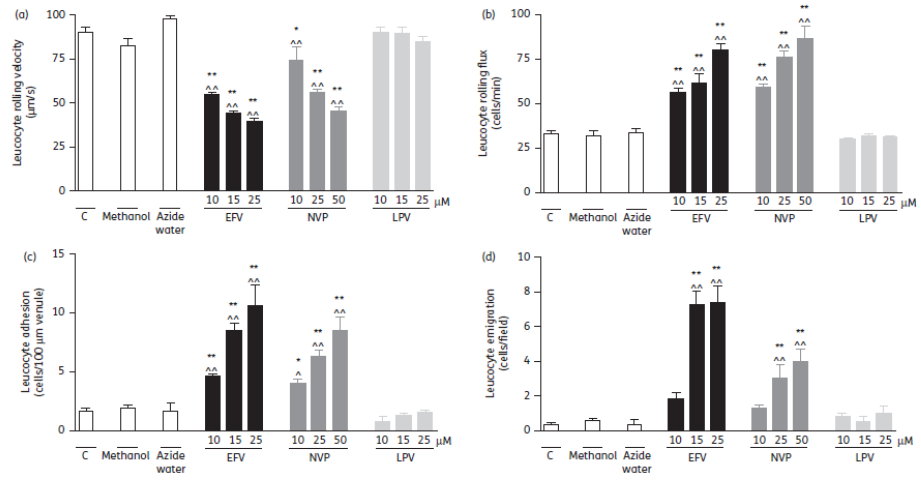 (a)
Leucocyte rolling velocity
(µm/s)
100
75
50
25
0
*
^^
**
^^
**
^^
**
^^
**
^^
**
^^
10 15 25
10 25 50
10 15 25 µM
C Methanol Azide
water
EFV NVP LPV
(b)
Leucocyte rolling flux
(cells/min)
100
75
50
25
0
**
^^
**
^^
**
^^
**
^^
**
^^
**
^^
10 15 25
10 25 50
10 15 25 µM
C Methanol Azide
water
EFV NVP LPV
(c)
Leucocyte adhesion
(cells/100 µm venule)
15
10
5
0
**
^^
**
^^
**
^^
*
^
**
^^
**
^^
10 15 25
10 25 50
10 15 25 µM
C Methanol Azide
water
EFV NVP LPV
(d)
Leucocyte emigration
(cells/field)
10
8
6
4
2
0
**
^^
**
^^
**
^^
**
^^
10 15 25
10 25 50
10 15 25 µM
C Methanol Azide
water
EFV NVP LPV